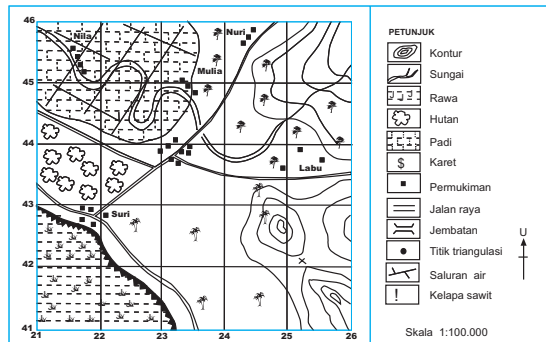 46
45
44
43
42
41
21 22 23 24 25 26
Nila
Nuri
Mulia
Labu
Suri
PETUNJUK
Kontur
Sungai
Rawa
Hutan
Padi
$ Karet
Permukiman
Jalan raya
Jembatan
Titik triangulasi
Saluran air
! Kelapa sawit
U
Skala 1:100.000